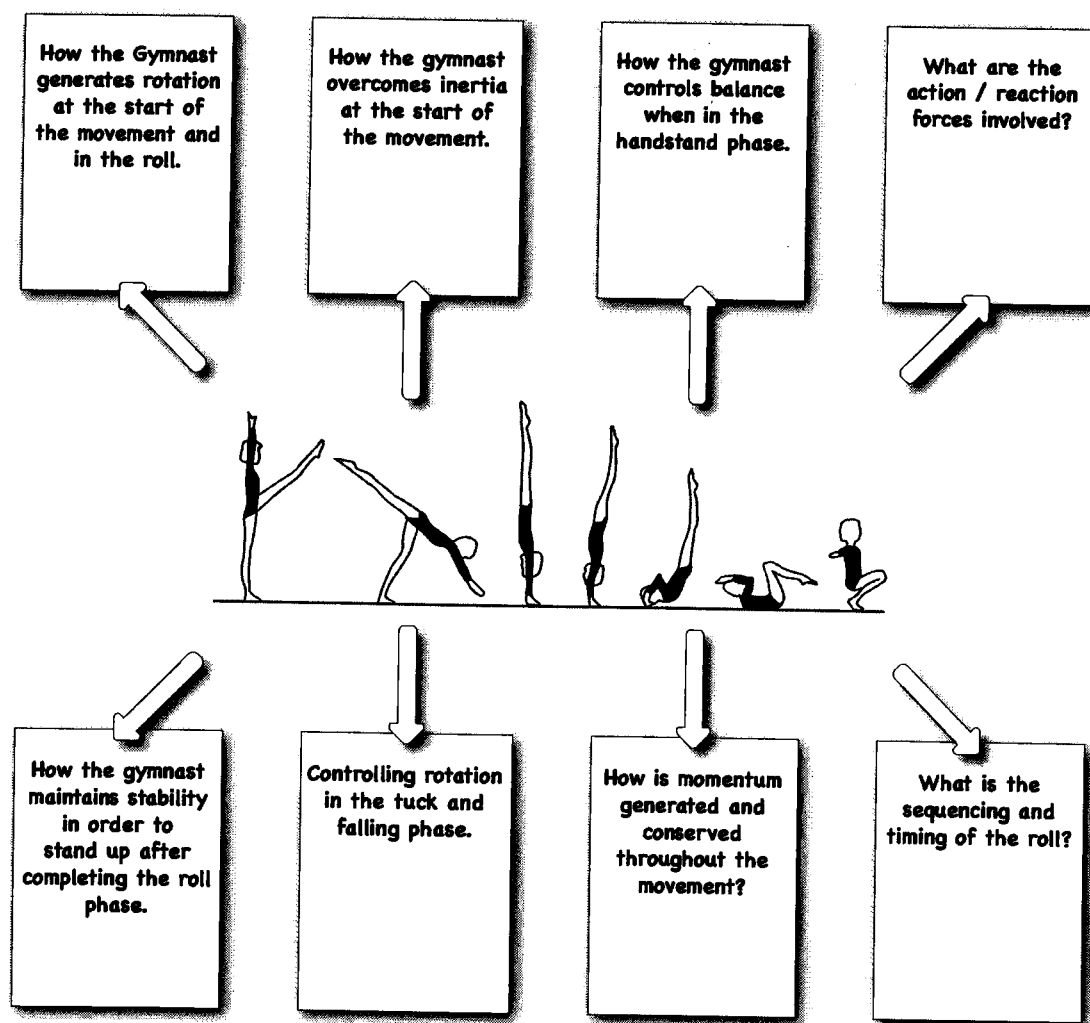 How the Gymnast
generates rotation
at the start of
the movement and
in the roll.
How the gymnast
overcomes inertia
at the start of
the movement.
How the gymnast
controls balance
when in the
handstand phase.
What are the
action / reaction
forces involved?
How the gymnast
maintains stability
in order to
stand up after
completing the roll
phase.
Controlling rotation
in the tuck and
falling phase.
How is momentum
generated and
conserved
throughout the
movement?
What is the
sequencing and
timing of the roll?